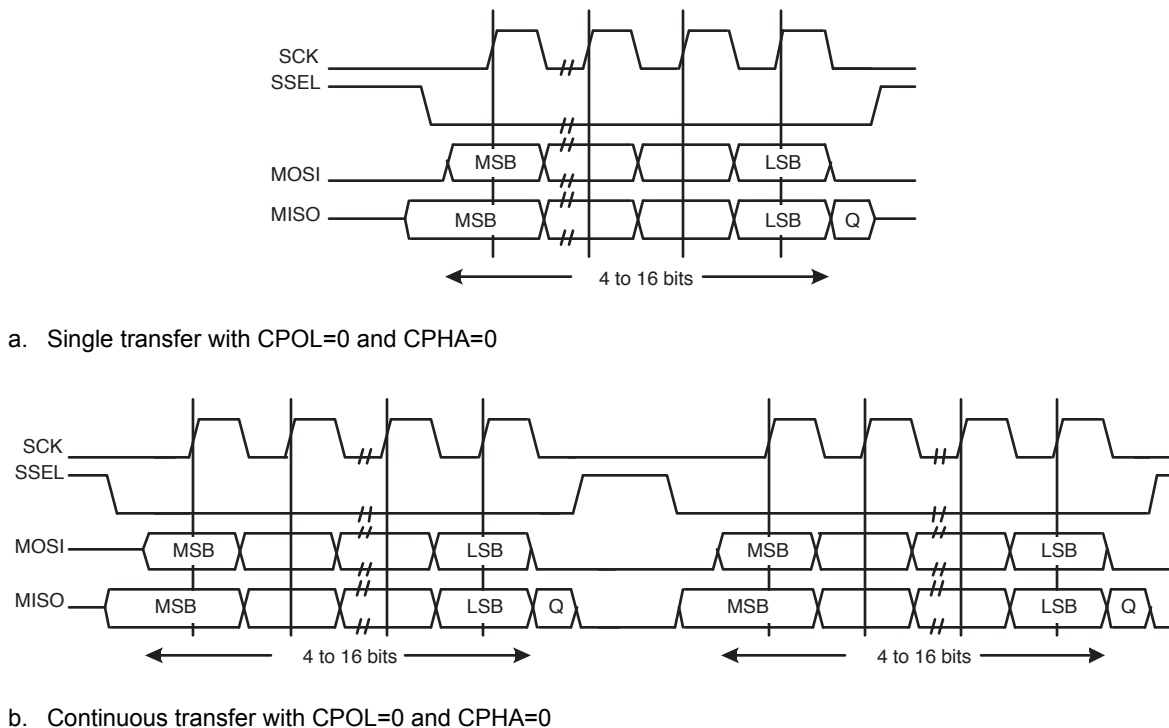 SCK
SSEL
MOSI MSB LSB
MISO MSB LSB Q
4 to 16 bits
a. Single transfer with CPOL=0 and CPHA=0
SCK
SSEL
MOSI MSB LSB MSB LSB
MISO MSB LSB Q MSB LSB Q
4 to 16 bits 4 to 16 bits
b. Continuous transfer with CPOL=0 and CPHA=0